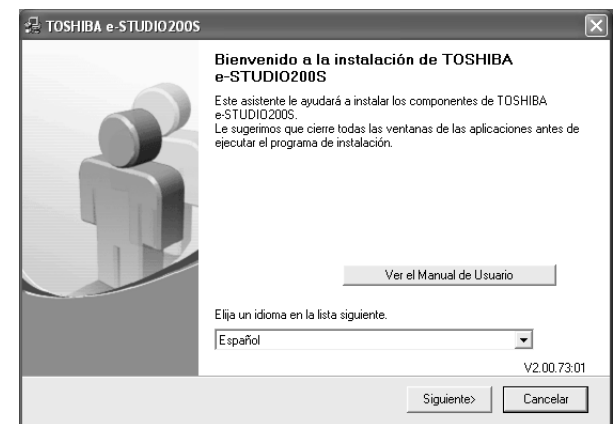 TOSHIBA e-STUDIO200S
Bienvenido a la instalación de TOSHIBA
e-STUDIO200S
Este asistente le ayudará a instalar los componentes de TOSHIBA
e-STUDIO200S.
Le sugerimos que cierre todas las ventanas de las aplicaciones antes de
ejecutar el programa de instalación.
Ver el Manual de Usuario
Elija un idioma en la lista siguiente.
Español
V2.00.73:01
Siguiente>
Cancelar